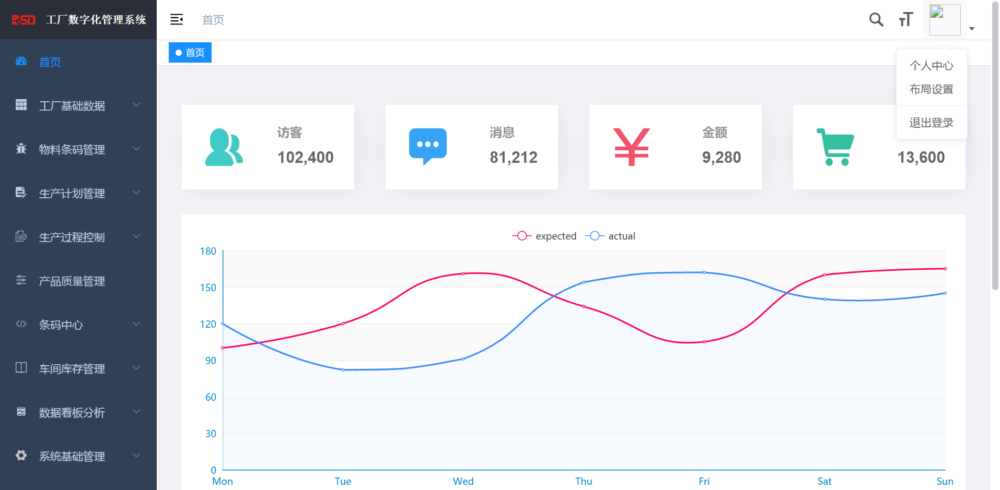 RSD 工厂数字化管理系统
首页
首页
工厂基础数据
物料条码管理
生产计划管理
生产过程控制
产品质量管理
条码中心
车间库存管理
数据看板分析
系统基础管理
首页
个人中心
布局设置
退出登录
访客
102,400
消息
81,212
金额
9,280
13,600
expected actual
180
150
120
90
60
30
0
Mon Tue Wed Thu Fri Sat Sun